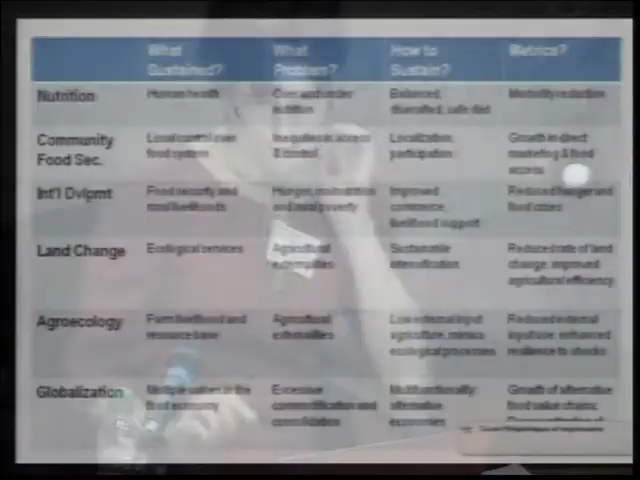 What Sustained?
What Problem?
How to Sustain?
Metrics?
Nutrition
Human health
Over and under nutrition
Balanced, diversified, safe diet
Morbidity reduction
Community Food Sec.
Local control over food system
Inequalities in access & control
Localization, participation
Growth in direct marketing & food access
Int'l Dvlpmt
Food security and rural livelihoods
Hunger, malnutrition and rural poverty
Improved commerce, livelihood support
Reduced hunger and food crises
Land Change
Ecological services
Agricultural externalities
Sustainable intensification
Reduced rate of land change, improved agricultural efficiency
Agroecology
Farm livelihood and resource base
Agricultural externalities
Low external input agriculture, mimics ecological processes
Reduced external input use, enhanced resilience to shocks
Globalization
Multiple values in the food economy
Excessive commodification and consolidation
Multifunctionality, alternative economies
Growth of alternative food value chains;